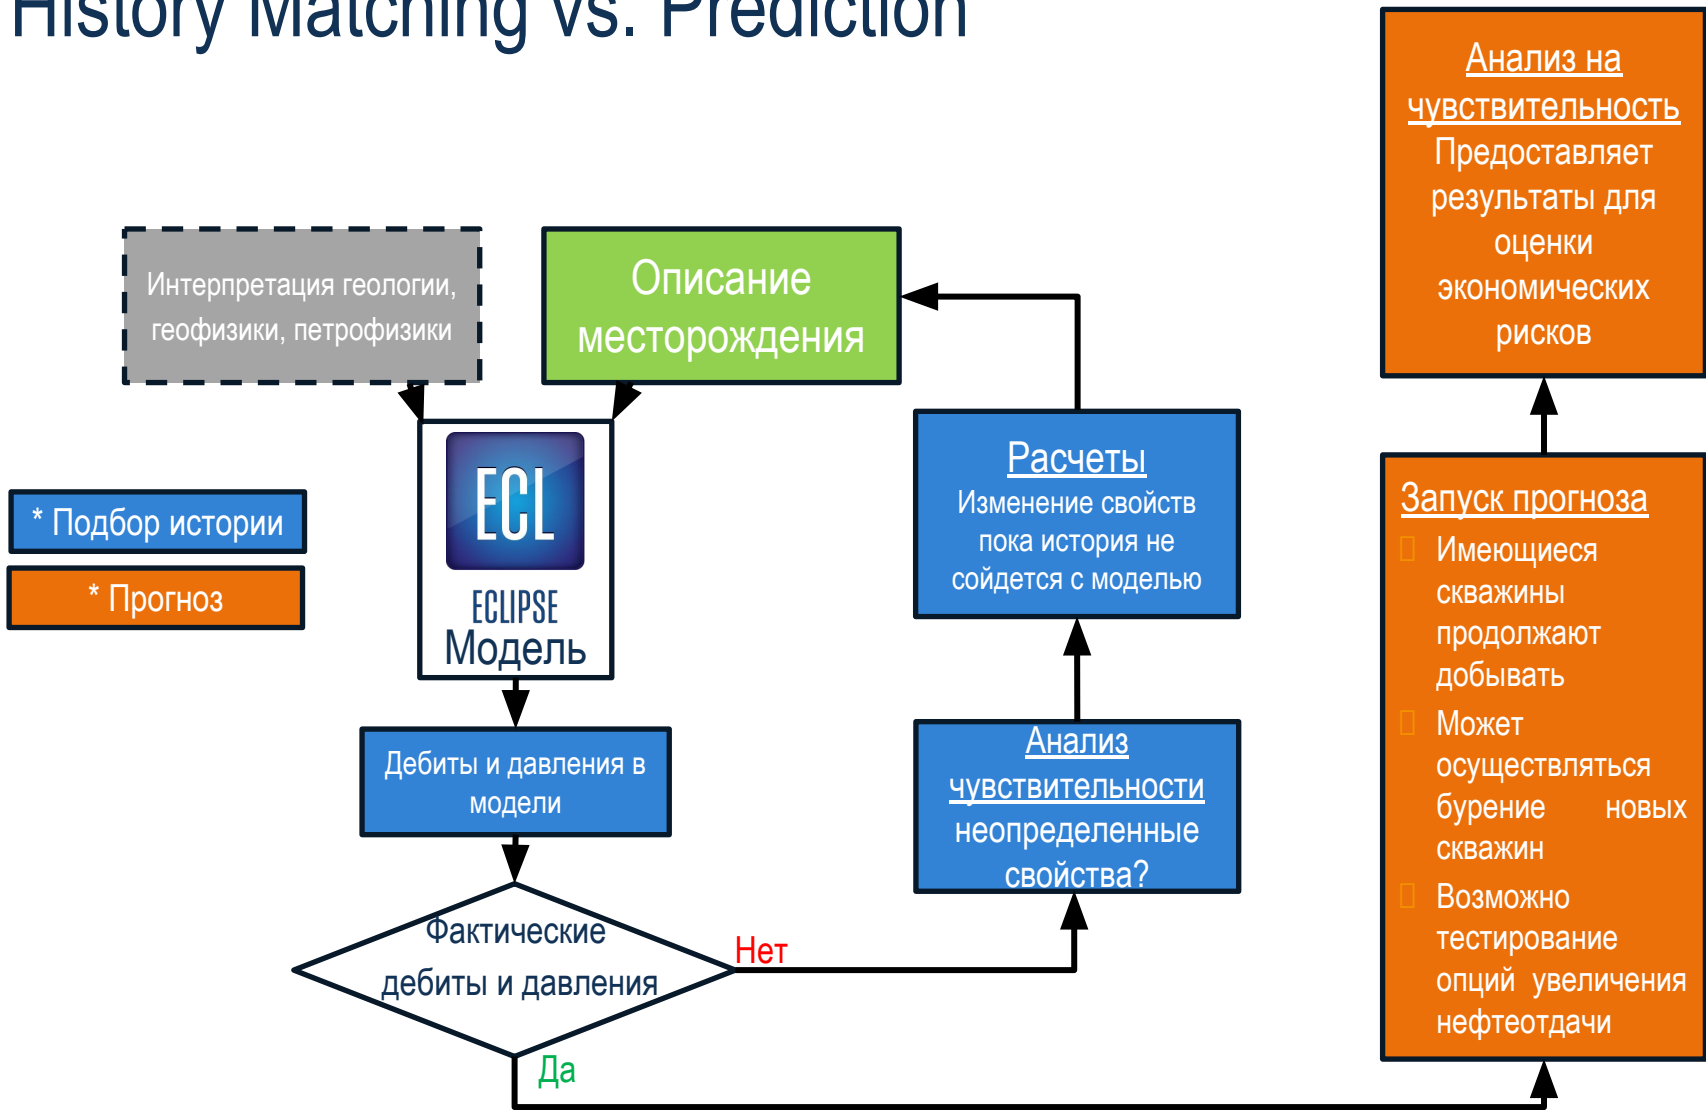 History Matching vs. Prediction
Интерпретация геологии,
геофизики, петрофизики
Описание
месторождения
* Подбор истории
* Прогноз
ECL
ECLIPSE
Модель
Дебиты и давления в
модели
Фактические
дебиты и давления
Нет
Да
Расчеты
Изменение свойств
пока история не
сойдется с моделью
Анализ
чувствительности
неопределенные
свойства?
Анализ на
чувствительность
Предоставляет
результаты для
оценки
экономических
рисков
Запуск прогноза
Имеющиеся
скважины
продолжают
добывать
Может
осуществляться
бурение новых
скважин
Возможно
тестирование
опций увеличения
нефтеотдачи